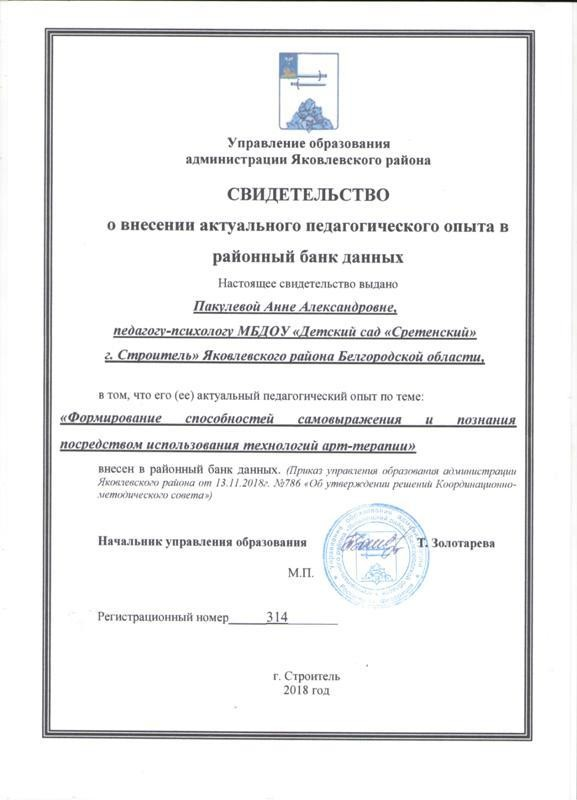 Управление образования
администрации Яковлевского района
СВИДЕТЕЛЬСТВО
о внесении актуального педагогического опыта в
районный банк данных
Настоящее свидетельство выдано
Пакулевой Анне Александровне,
педагогу-психологу МБДОУ «Детский сад «Сретенский»
г. Строитель» Яковлевского района Белгородской области,
в том, что его (ее) актуальный педагогический опыт по теме:
«Формирование способностей самовыражения и познания
посредством использования технологий арт-терапии»
внесен в районный банк данных. (Приказ управления образования администрации
Яковлевского района от 13.11.2018г. №786 «Об утверждении решений Координационно-
методического совета»)
Начальник управления образования Т. Золотарева
М.П.
Регистрационный номер______314________
г. Строитель
2018 год